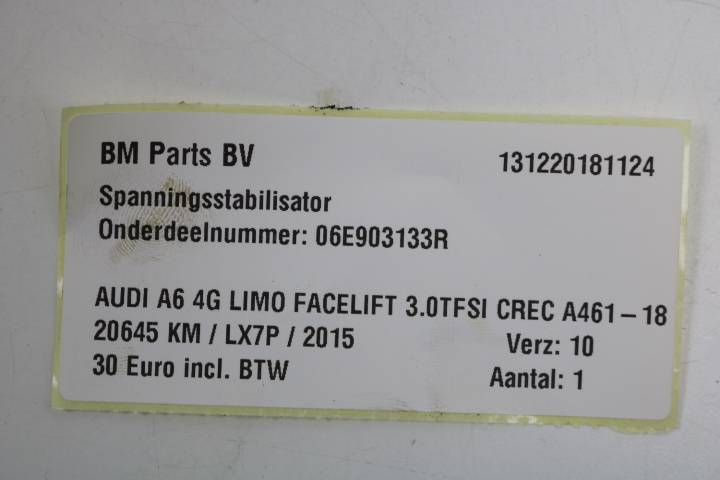 BM Parts BV 131220181124
Spanningsstabilisator
Onderdeelnummer: 06E903133R
AUDI A6 4G LIMO FACELIFT 3.0TFSI CREC A461-18
20645 KM / LX7P / 2015 Verz: 10
30 Euro incl. BTW Aantal: 1